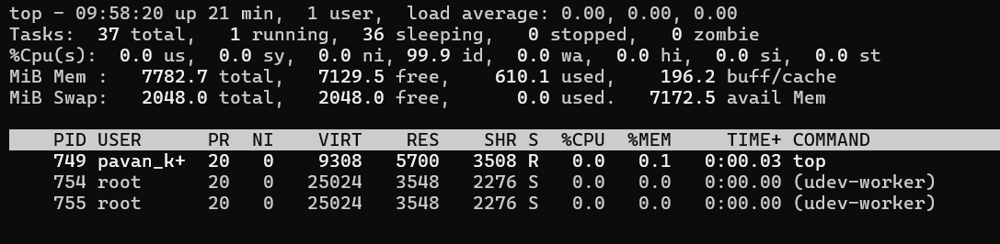 top - 09:58:20 up 21 min,  1 user,  load average: 0.00, 0.00, 0.00
Tasks:  37 total,   1 running,  36 sleeping,   0 stopped,   0 zombie
%Cpu(s):  0.0 us,  0.0 sy,  0.0 ni, 99.9 id,  0.0 wa,  0.0 hi,  0.0 si,  0.0 st
MiB Mem :   7782.7 total,   7129.5 free,    610.1 used,    196.2 buff/cache
MiB Swap:   2048.0 total,   2048.0 free,      0.0 used.   7172.5 avail Mem
    PID USER      PR  NI    VIRT    RES    SHR S  %CPU  %MEM     TIME+ COMMAND
    749 pavan_k+  20   0    9308   5700   3508 R   0.0   0.1   0:00.03 top
    754 root      20   0   25024   3548   2276 S   0.0   0.0   0:00.00 (udev-worker)
    755 root      20   0   25024   3548   2276 S   0.0   0.0   0:00.00 (udev-worker)